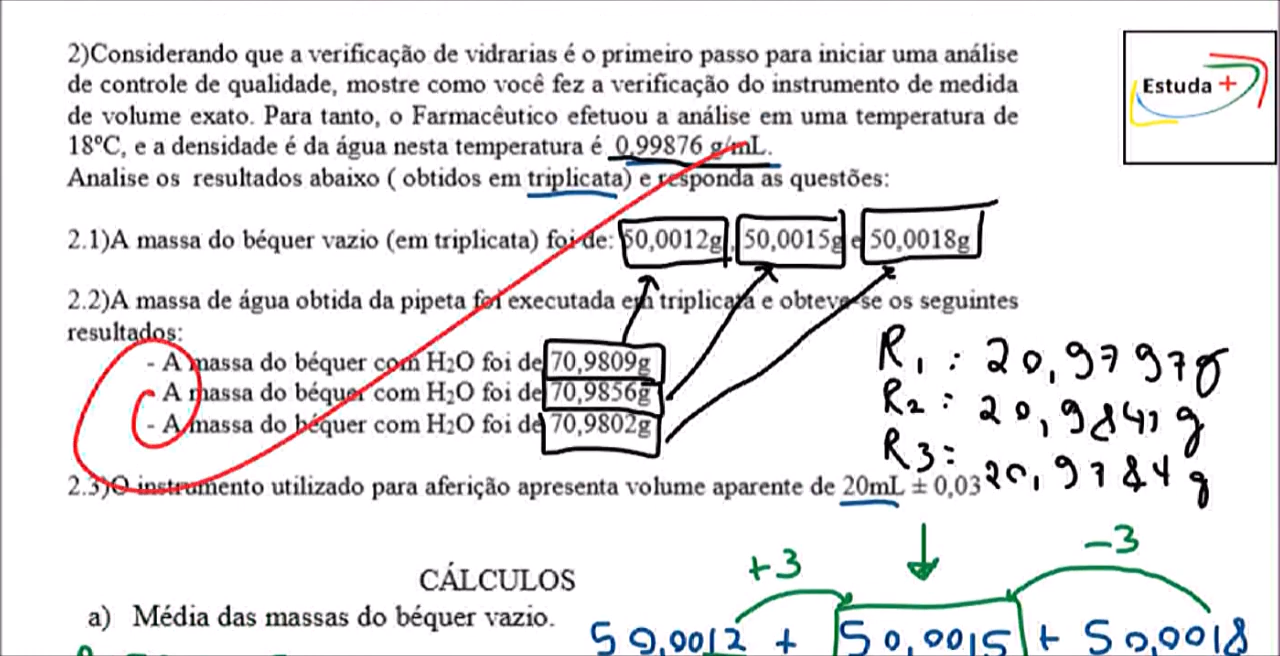 2)Considerando que a verificação de vidrarias é o primeiro passo para iniciar uma análise
de controle de qualidade, mostre como você fez a verificação do instrumento de medida
de volume exato. Para tanto, o Farmacêutico efetuou a análise em uma temperatura de
18ºC, e a densidade é da água nesta temperatura é 0,99876 g/mL.
Analise os resultados abaixo ( obtidos em triplicata) e responda as questões:
Estuda +
2.1)A massa do béquer vazio (em triplicata) foi de: 50,0012g, 50,0015g e 50,0018g
2.2)A massa de água obtida da pipeta foi executada em triplicata e obteve-se os seguintes
resultados:
- A massa do béquer com H₂O foi de 70,9809g
- A massa do béquer com H₂O foi de 70,9856g
- A massa do béquer com H₂O foi de 70,9802g
R1 : 20,9797g
R2 : 20,9841g
R3: 20,9784g
2.3)O instrumento utilizado para aferição apresenta volume aparente de 20mL ± 0,03
+3
-3
CÁLCULOS
a) Média das massas do béquer vazio.
50,0012 + 50,0015 + 50,0018